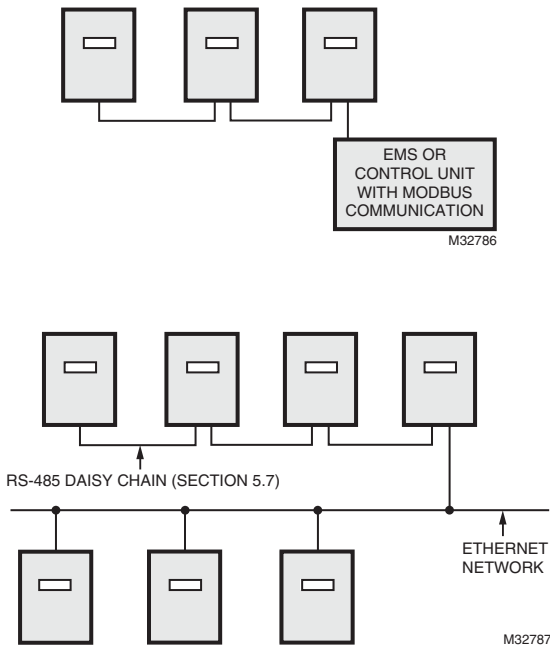 EMS OR
CONTROL UNIT
WITH MODBUS
COMMUNICATION
M32786
RS-485 DAISY CHAIN (SECTION 5.7)
ETHERNET
NETWORK
M32787